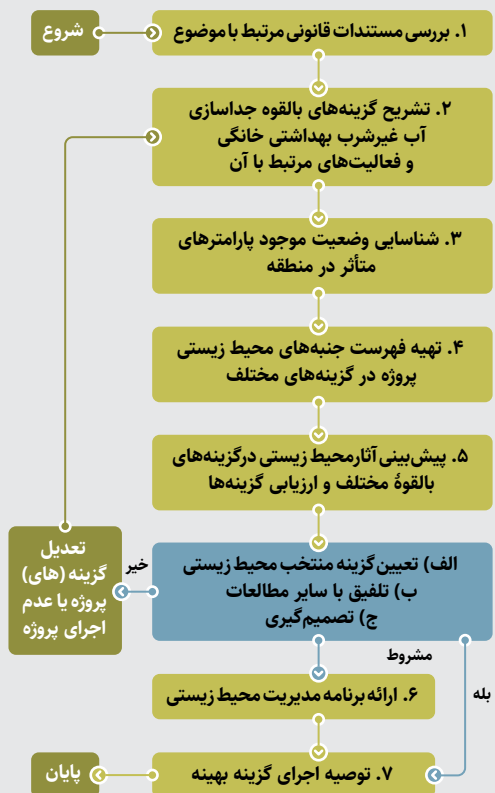 شروع
۱. بررسی مستندات قانونی مرتبط با موضوع
۲. تشریح گزینه‌های بالقوه جداسازی
آب غیرشرب بهداشتی خانگی
و فعالیت‌های مرتبط با آن
۳. شناسایی وضعیت موجود پارامترهای
متأثر در منطقه
۴. تهیه فهرست جنبه‌های محیط زیستی
پروژه در گزینه‌های مختلف
۵. پیش‌بینی آثارمحیط زیستی درگزینه‌های
بالقوۀ مختلف و ارزیابی گزینه‌ها
الف) تعیین گزینه منتخب محیط زیستی
ب) تلفیق با سایر مطالعات
ج) تصمیم‌گیری
خیر
تعدیل
گزینه (های)
پروژه یا عدم
اجرای پروژه
مشروط
بله
۶. ارائه برنامه مدیریت محیط زیستی
۷. توصیه اجرای گزینه بهینه
پایان